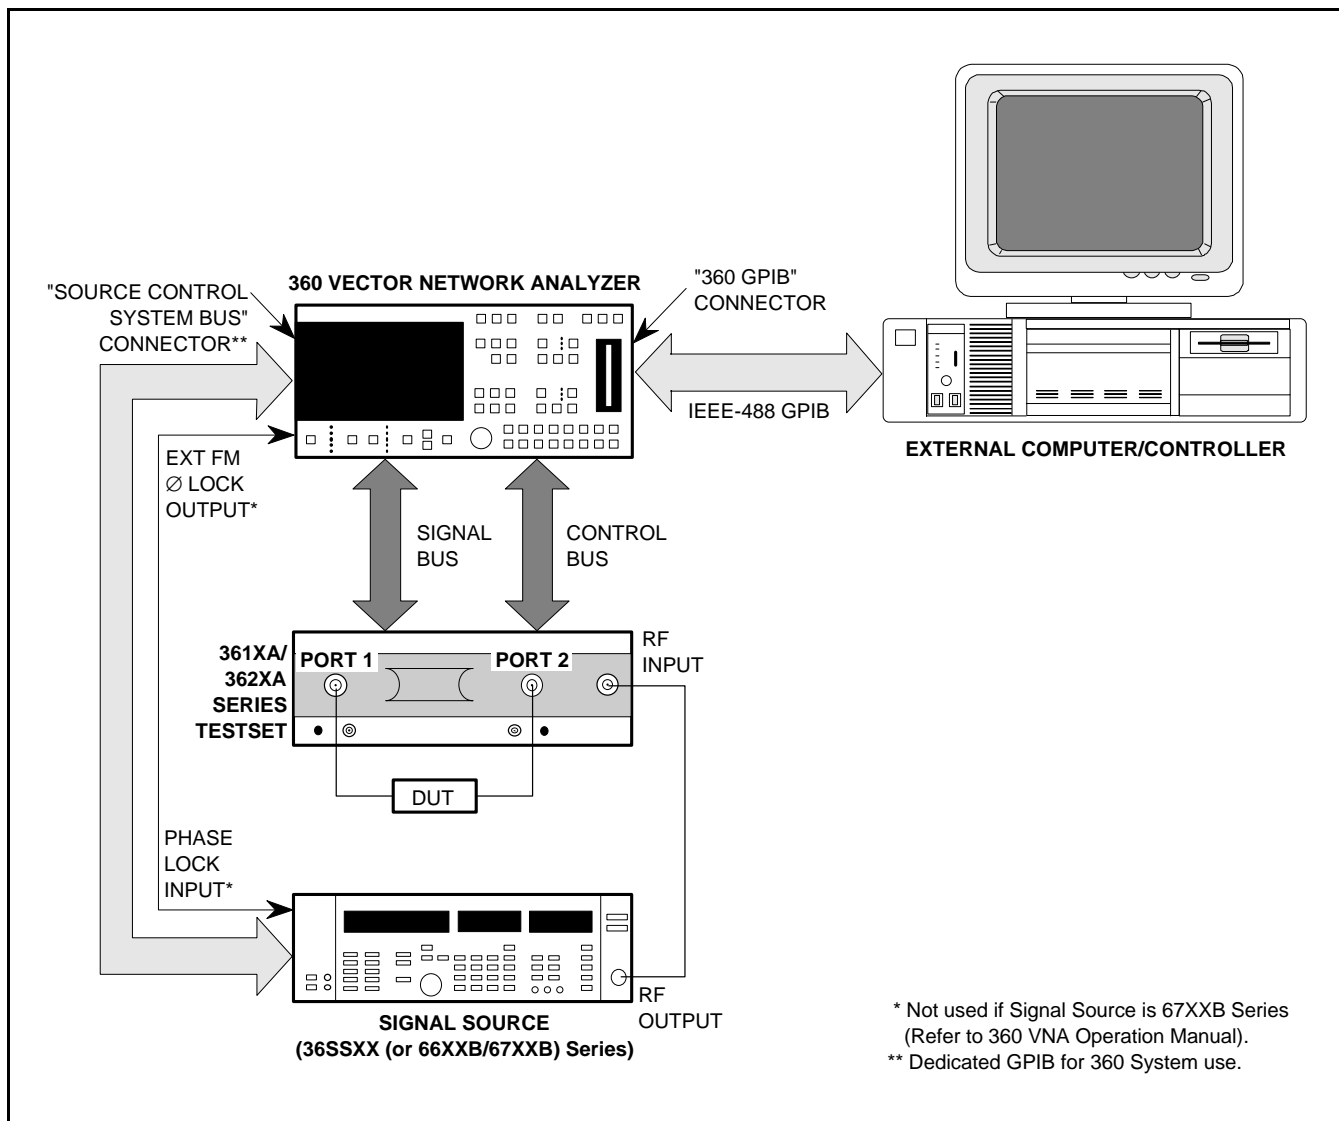 360 VECTOR NETWORK ANALYZER
"SOURCE CONTROL
SYSTEM BUS"
CONNECTOR**
"360 GPIB"
CONNECTOR
IEEE-488 GPIB
EXTERNAL COMPUTER/CONTROLLER
EXT FM
Ø LOCK
OUTPUT*
SIGNAL
BUS
CONTROL
BUS
361XA/
362XA
SERIES
TESTSET
PORT 1
PORT 2
RF
INPUT
DUT
PHASE
LOCK
INPUT*
RF
OUTPUT
SIGNAL SOURCE
(36SSXX (or 66XXB/67XXB) Series)
* Not used if Signal Source is 67XXB Series
(Refer to 360 VNA Operation Manual).
** Dedicated GPIB for 360 System use.